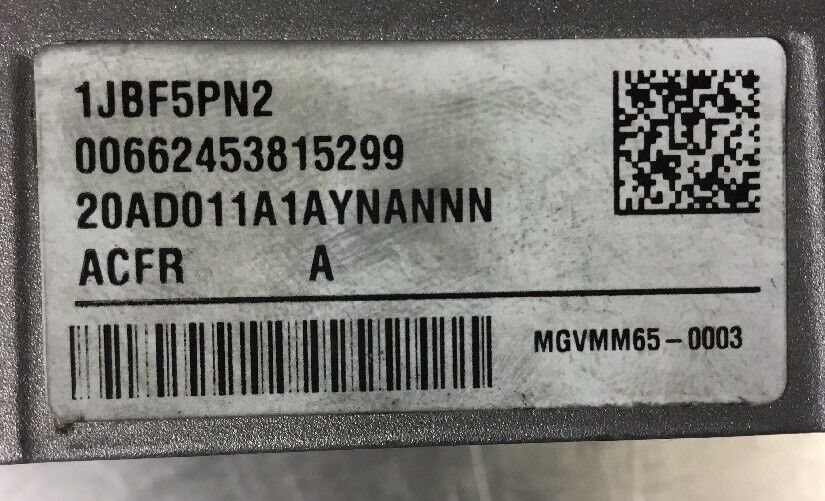 1JBF5PN2
00662453815299
20AD011A1AYNANNN
ACFR A
MGVMM65-0003